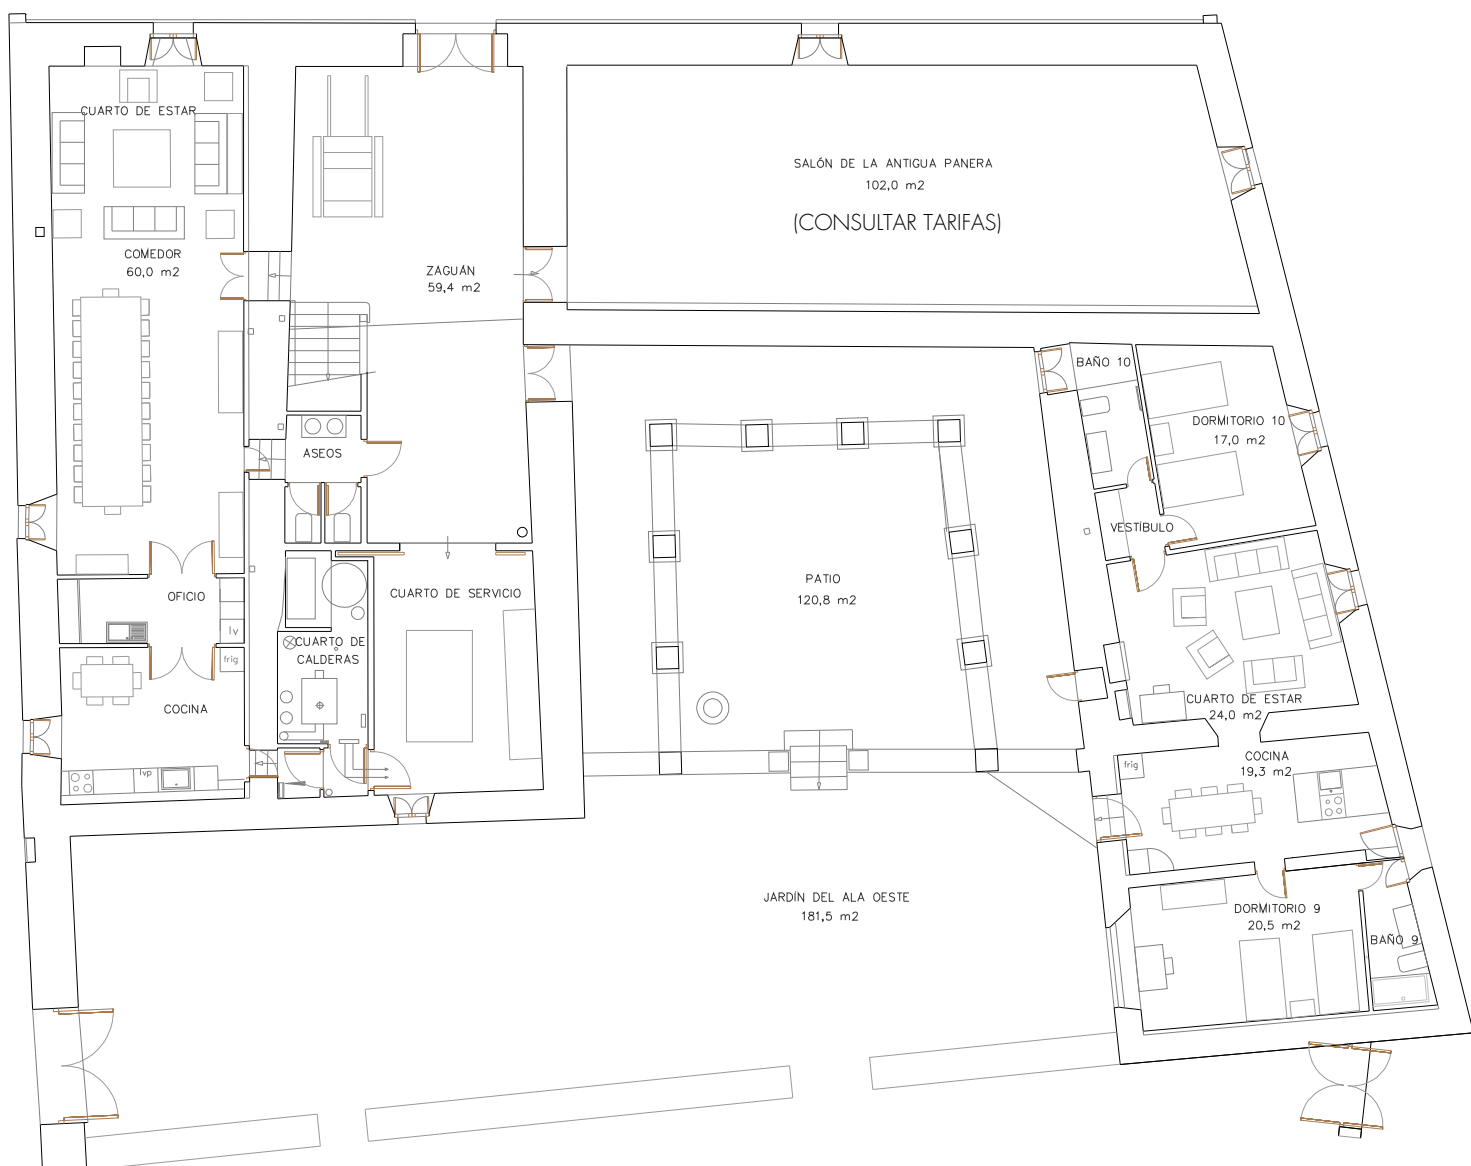 CUARTO DE ESTAR
SALÓN DE LA ANTIGUA PANERA
102,0 m2
(CONSULTAR TARIFAS)
COMEDOR
60,0 m2
ZAGUÁN
59,4 m2
BAÑO 10
DORMITORIO 10
17,0 m2
ASEOS
VESTÍBULO
PATIO
120,8 m2
OFICIO
CUARTO DE SERVICIO
lv
CUARTO DE
CALDERAS
frig
COCINA
CUARTO DE ESTAR
24,0 m2
COCINA
19,3 m2
frig
lvp
JARDÍN DEL ALA OESTE
181,5 m2
DORMITORIO 9
20,5 m2
BAÑO 9